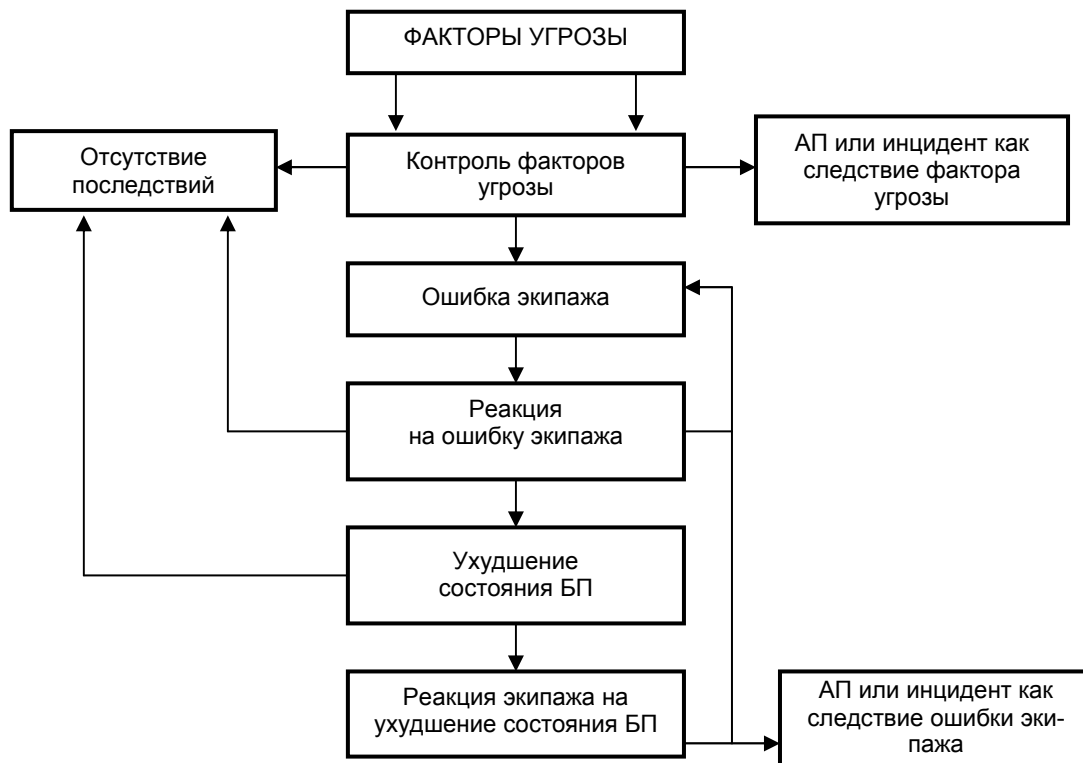 ФАКТОРЫ УГРОЗЫ
Отсутствие
последствий
Контроль факторов
угрозы
АП или инцидент как
следствие фактора
угрозы
Ошибка экипажа
Реакция
на ошибку экипажа
Ухудшение
состояния БП
Реакция экипажа на
ухудшение состояния БП
АП или инцидент как
следствие ошибки эки-
пажа